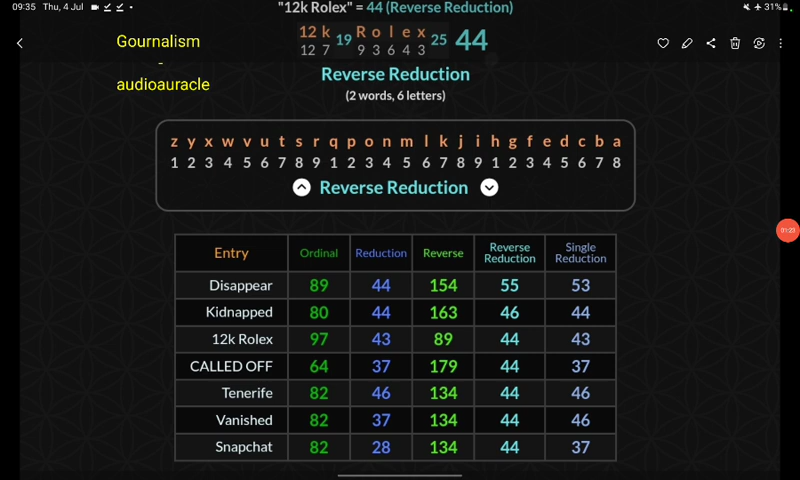 09:35 Thu, 4 Jul 31%
"12k Rolex" = 44 (Reverse Reduction)
12 k 19 R o l e x 25 44
12 7 9 3 6 4 3
Gournalism
-
audioauracle
Reverse Reduction
(2 words, 6 letters)
z y x w v u t s r q p o n m l k j i h g f e d c b a
1 2 3 4 5 6 7 8 9 1 2 3 4 5 6 7 8 9 1 2 3 4 5 6 7 8
Reverse Reduction
01:23
Entry Ordinal Reduction Reverse Reverse Reduction Single Reduction
Disappear 89 44 154 55 53
Kidnapped 80 44 163 46 44
12k Rolex 97 43 89 44 43
CALLED OFF 64 37 179 44 37
Tenerife 82 46 134 44 46
Vanished 82 37 134 44 46
Snapchat 82 28 134 44 37